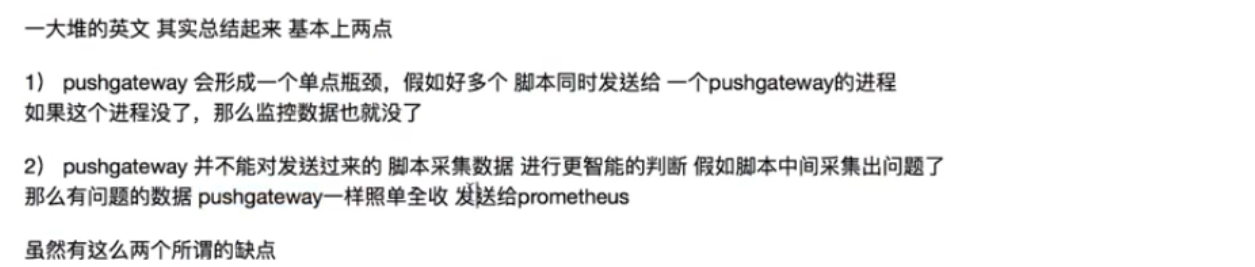 一大堆的英文 其实总结起来 基本上两点
1） pushgateway 会形成一个单点瓶颈，假如好多个 脚本同时发送给 一个pushgateway的进程
如果这个进程没了，那么监控数据也就没了
2） pushgateway 并不能对发送过来的 脚本采集数据 进行更智能的判断 假如脚本中间采集出问题了
那么有问题的数据 pushgateway一样照单全收 发送给prometheus
虽然有这么两个所谓的缺点